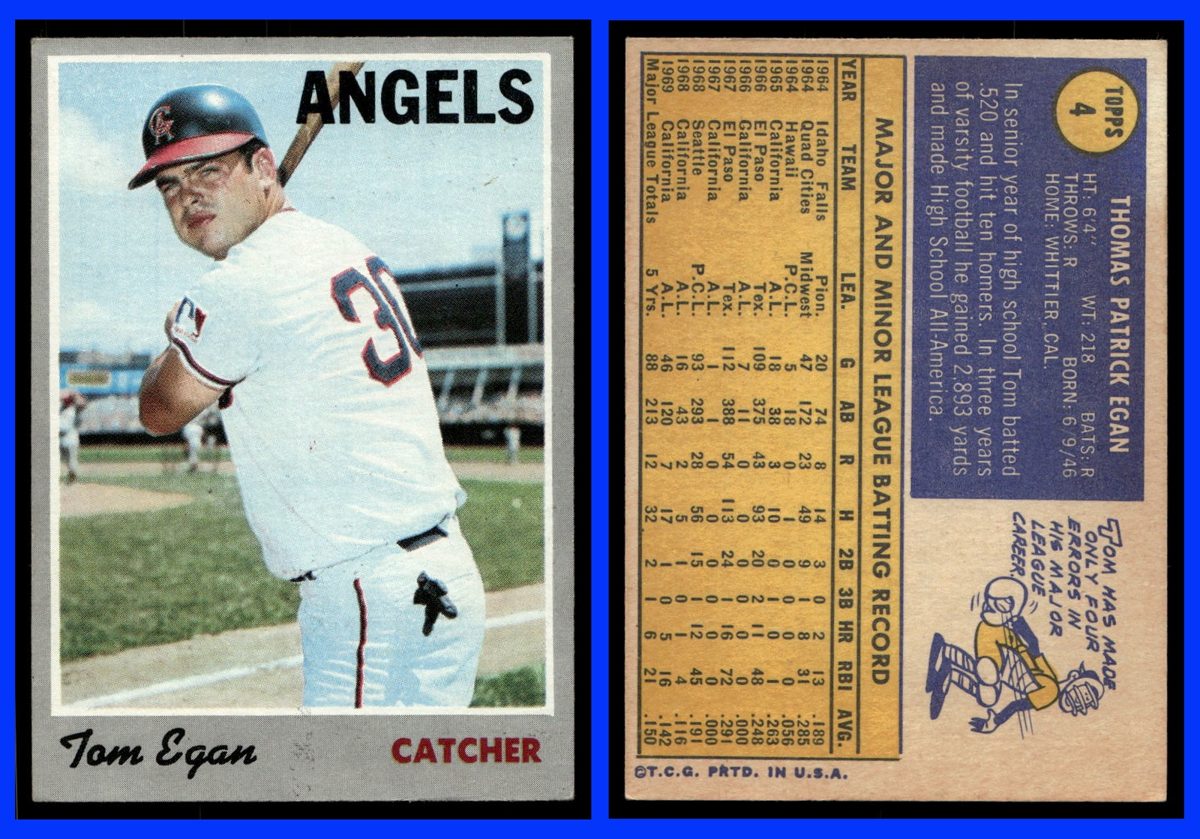 ANGELS
30
Tom Egan
CATCHER
TOPPS
4
THOMAS PATRICK EGAN
HT: 6'4" WT: 218 BATS: R
THROWS: R BORN: 6/9/46
HOME: WHITTIER, CAL.
In senior year of high school Tom batted
.520 and hit ten homers. In three years
of varsity football he gained 2,893 yards
and made High School All-America.
TOM HAS MADE
ONLY FOUR
ERRORS IN
HIS MAJOR
LEAGUE
CAREER.
MAJOR AND MINOR LEAGUE BATTING RECORD
YEAR TEAM LEA. G AB R H 2B 3B HR RBI AVG.
1964 Idaho Falls Pion. 20 74 8 14 3 0 2 13 .189
1964 Quad Cities Midwest 47 172 23 49 9 1 8 31 .285
1964 Hawaii P.C.L. 5 18 0 1 0 0 0 0 .056
1965 California A.L. 18 38 3 10 0 1 0 1 .263
1966 El Paso Tex. 109 375 43 93 20 2 11 48 .248
1966 California A.L. 7 11 0 0 0 0 0 0 .000
1967 El Paso Tex. 112 388 54 113 24 1 16 72 .291
1967 California A.L. 1 1 0 0 0 0 0 0 .000
1968 Seattle P.C.L. 93 293 28 56 15 0 12 45 .191
1968 California A.L. 16 43 2 5 1 0 1 4 .116
1969 California A.L. 46 120 7 17 1 0 5 16 .142
Major League Totals 5 Yrs. 88 213 12 32 2 1 6 21 .150
©T.C.G. PRTD. IN U.S.A.